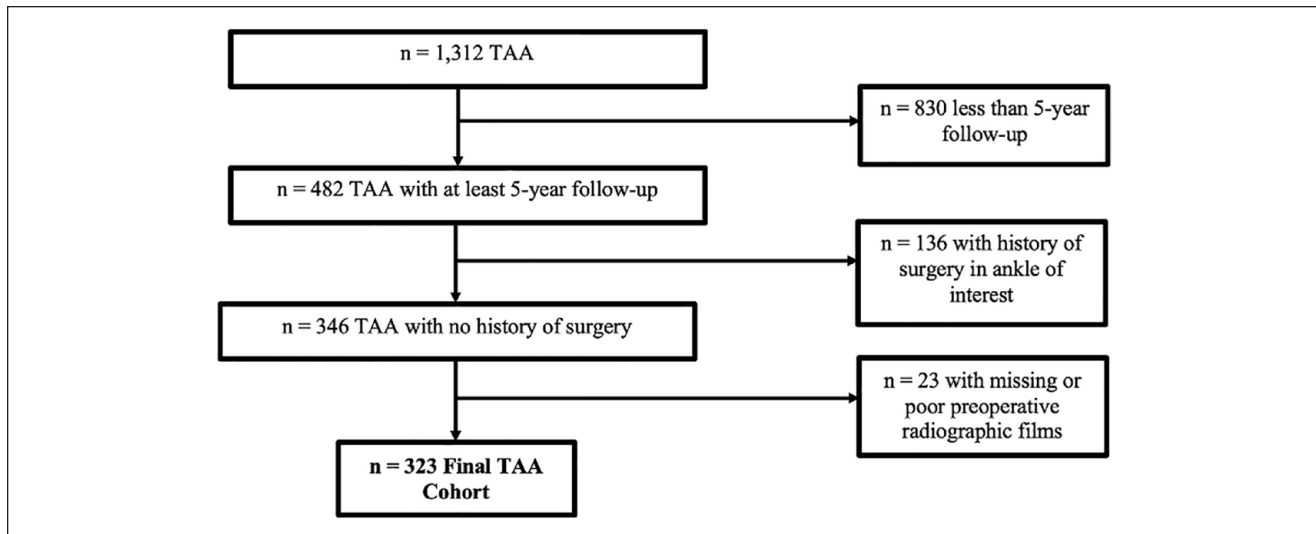 n = 1,312 TAA
n = 830 less than 5-year
follow-up
n = 482 TAA with at least 5-year follow-up
n = 136 with history of
surgery in ankle of
interest
n = 346 TAA with no history of surgery
n = 23 with missing or
poor preoperative
radiographic films
n = 323 Final TAA
Cohort